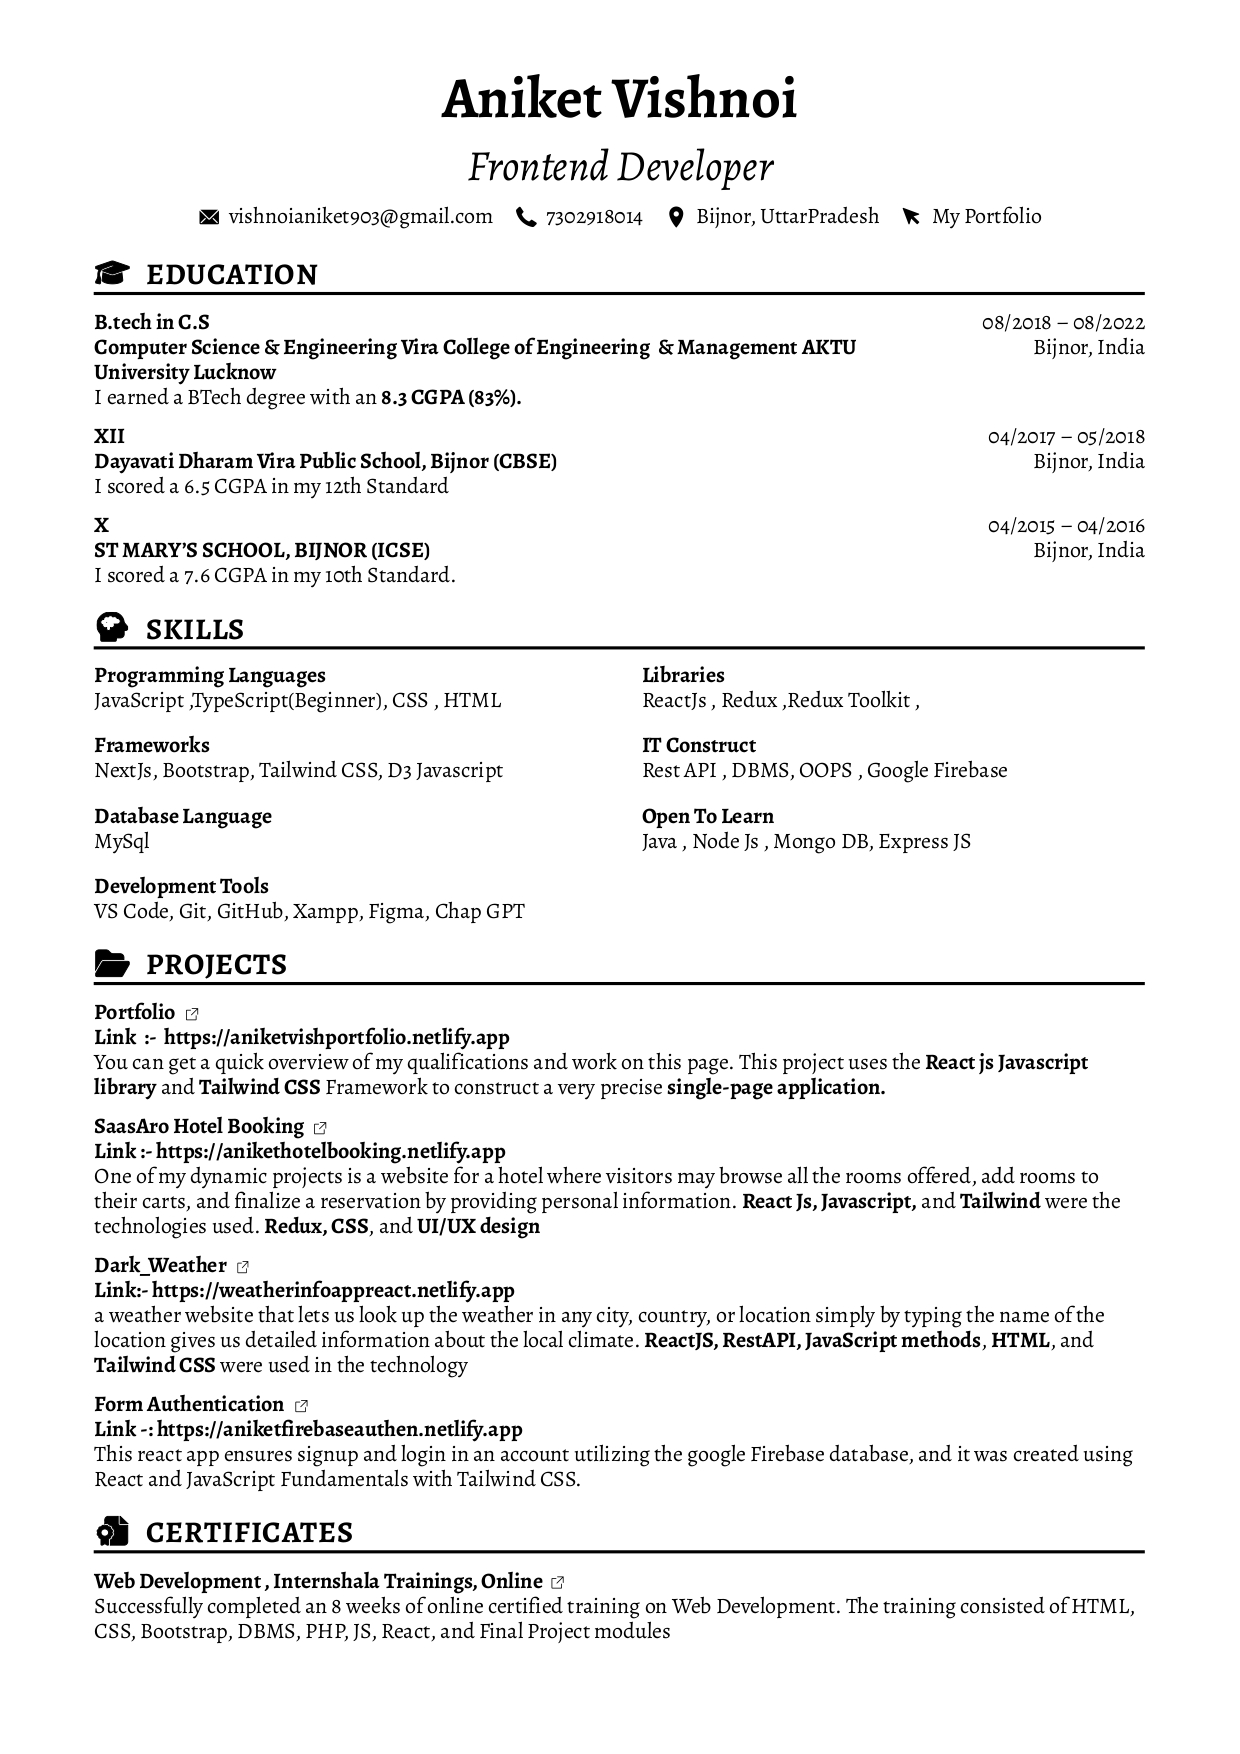 Aniket Vishnoi
Frontend Developer
vishnoianiket903@gmail.com 7302918014 Bijnor, UttarPradesh My Portfolio
EDUCATION
B.tech in C.S 08/2018 – 08/2022
Computer Science & Engineering Vira College of Engineering & Management AKTU Bijnor, India
University Lucknow
I earned a BTech degree with an 8.3 CGPA (83%).
XII 04/2017 – 05/2018
Dayavati Dharam Vira Public School, Bijnor (CBSE) Bijnor, India
I scored a 6.5 CGPA in my 12th Standard
X 04/2015 – 04/2016
ST MARY'S SCHOOL, BIJNOR (ICSE) Bijnor, India
I scored a 7.6 CGPA in my 10th Standard.
SKILLS
Programming Languages Libraries
JavaScript ,TypeScript(Beginner), CSS , HTML ReactJs , Redux ,Redux Toolkit ,
Frameworks IT Construct
NextJs, Bootstrap, Tailwind CSS, D3 Javascript Rest API , DBMS, OOPS , Google Firebase
Database Language Open To Learn
MySql Java , Node Js , Mongo DB, Express JS
Development Tools
VS Code, Git, GitHub, Xampp, Figma, Chap GPT
PROJECTS
Portfolio
Link :- https://aniketvishportfolio.netlify.app
You can get a quick overview of my qualifications and work on this page. This project uses the React js Javascript
library and Tailwind CSS Framework to construct a very precise single-page application.
SaasAro Hotel Booking
Link :- https://anikethotelbooking.netlify.app
One of my dynamic projects is a website for a hotel where visitors may browse all the rooms offered, add rooms to
their carts, and finalize a reservation by providing personal information. React Js, Javascript, and Tailwind were the
technologies used. Redux, CSS, and UI/UX design
Dark_Weather
Link:- https://weatherinfoappreact.netlify.app
a weather website that lets us look up the weather in any city, country, or location simply by typing the name of the
location gives us detailed information about the local climate. ReactJS, RestAPI, JavaScript methods, HTML, and
Tailwind CSS were used in the technology
Form Authentication
Link -: https://aniketfirebaseauthen.netlify.app
This react app ensures signup and login in an account utilizing the google Firebase database, and it was created using
React and JavaScript Fundamentals with Tailwind CSS.
CERTIFICATES
Web Development , Internshala Trainings, Online
Successfully completed an 8 weeks of online certified training on Web Development. The training consisted of HTML,
CSS, Bootstrap, DBMS, PHP, JS, React, and Final Project modules